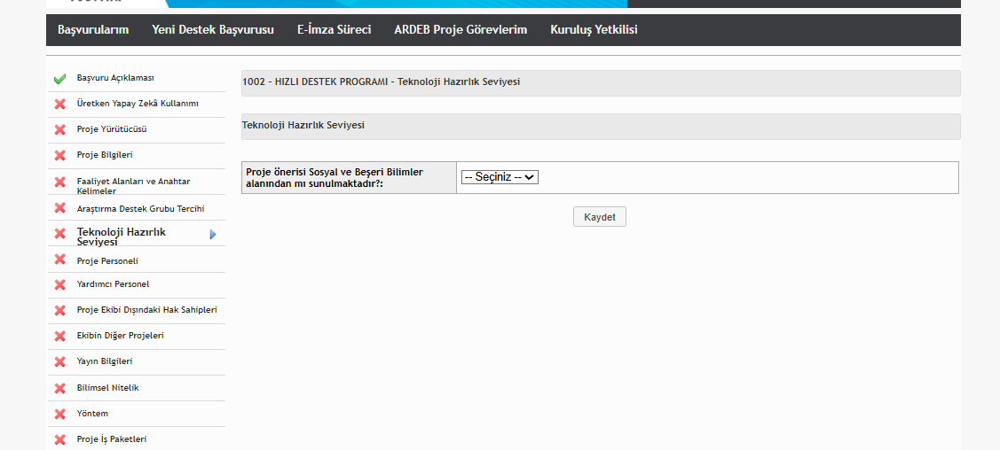 Başvurularım Yeni Destek Başvurusu E-İmza Süreci ARDEB Proje Görevlerim Kuruluş Yetkilisi
Başvuru Açıklaması
Üretken Yapay Zekâ Kullanımı
Proje Yürütücüsü
Proje Bilgileri
Faaliyet Alanları ve Anahtar
Kelimeler
Araştırma Destek Grubu Tercihi
Teknoloji Hazırlık
Seviyesi
Proje Personeli
Yardımcı Personel
Proje Ekibi Dışındaki Hak Sahipleri
Ekibin Diğer Projeleri
Yayın Bilgileri
Bilimsel Nitelik
Yöntem
Proje İş Paketleri
1002 - HIZLI DESTEK PROGRAMI - Teknoloji Hazırlık Seviyesi
Teknoloji Hazırlık Seviyesi
Proje önerisi Sosyal ve Beşeri Bilimler
alanından mı sunulmaktadır?:
-- Seçiniz --
Kaydet